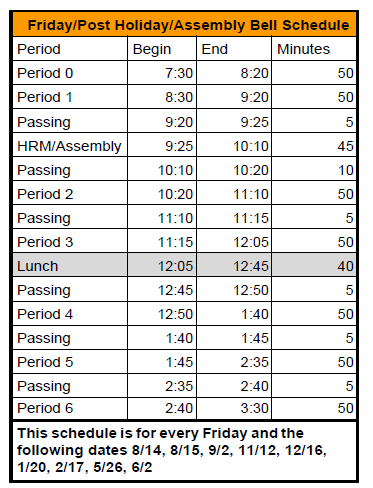 Friday/Post Holiday/Assembly Bell Schedule
Period Begin End Minutes
Period 0 7:30 8:20 50
Period 1 8:30 9:20 50
Passing 9:20 9:25 5
HRM/Assembly 9:25 10:10 45
Passing 10:10 10:20 10
Period 2 10:20 11:10 50
Passing 11:10 11:15 5
Period 3 11:15 12:05 50
Lunch 12:05 12:45 40
Passing 12:45 12:50 5
Period 4 12:50 1:40 50
Passing 1:40 1:45 5
Period 5 1:45 2:35 50
Passing 2:35 2:40 5
Period 6 2:40 3:30 50
This schedule is for every Friday and the
following dates 8/14, 8/15, 9/2, 11/12, 12/16,
1/20, 2/17, 5/26, 6/2